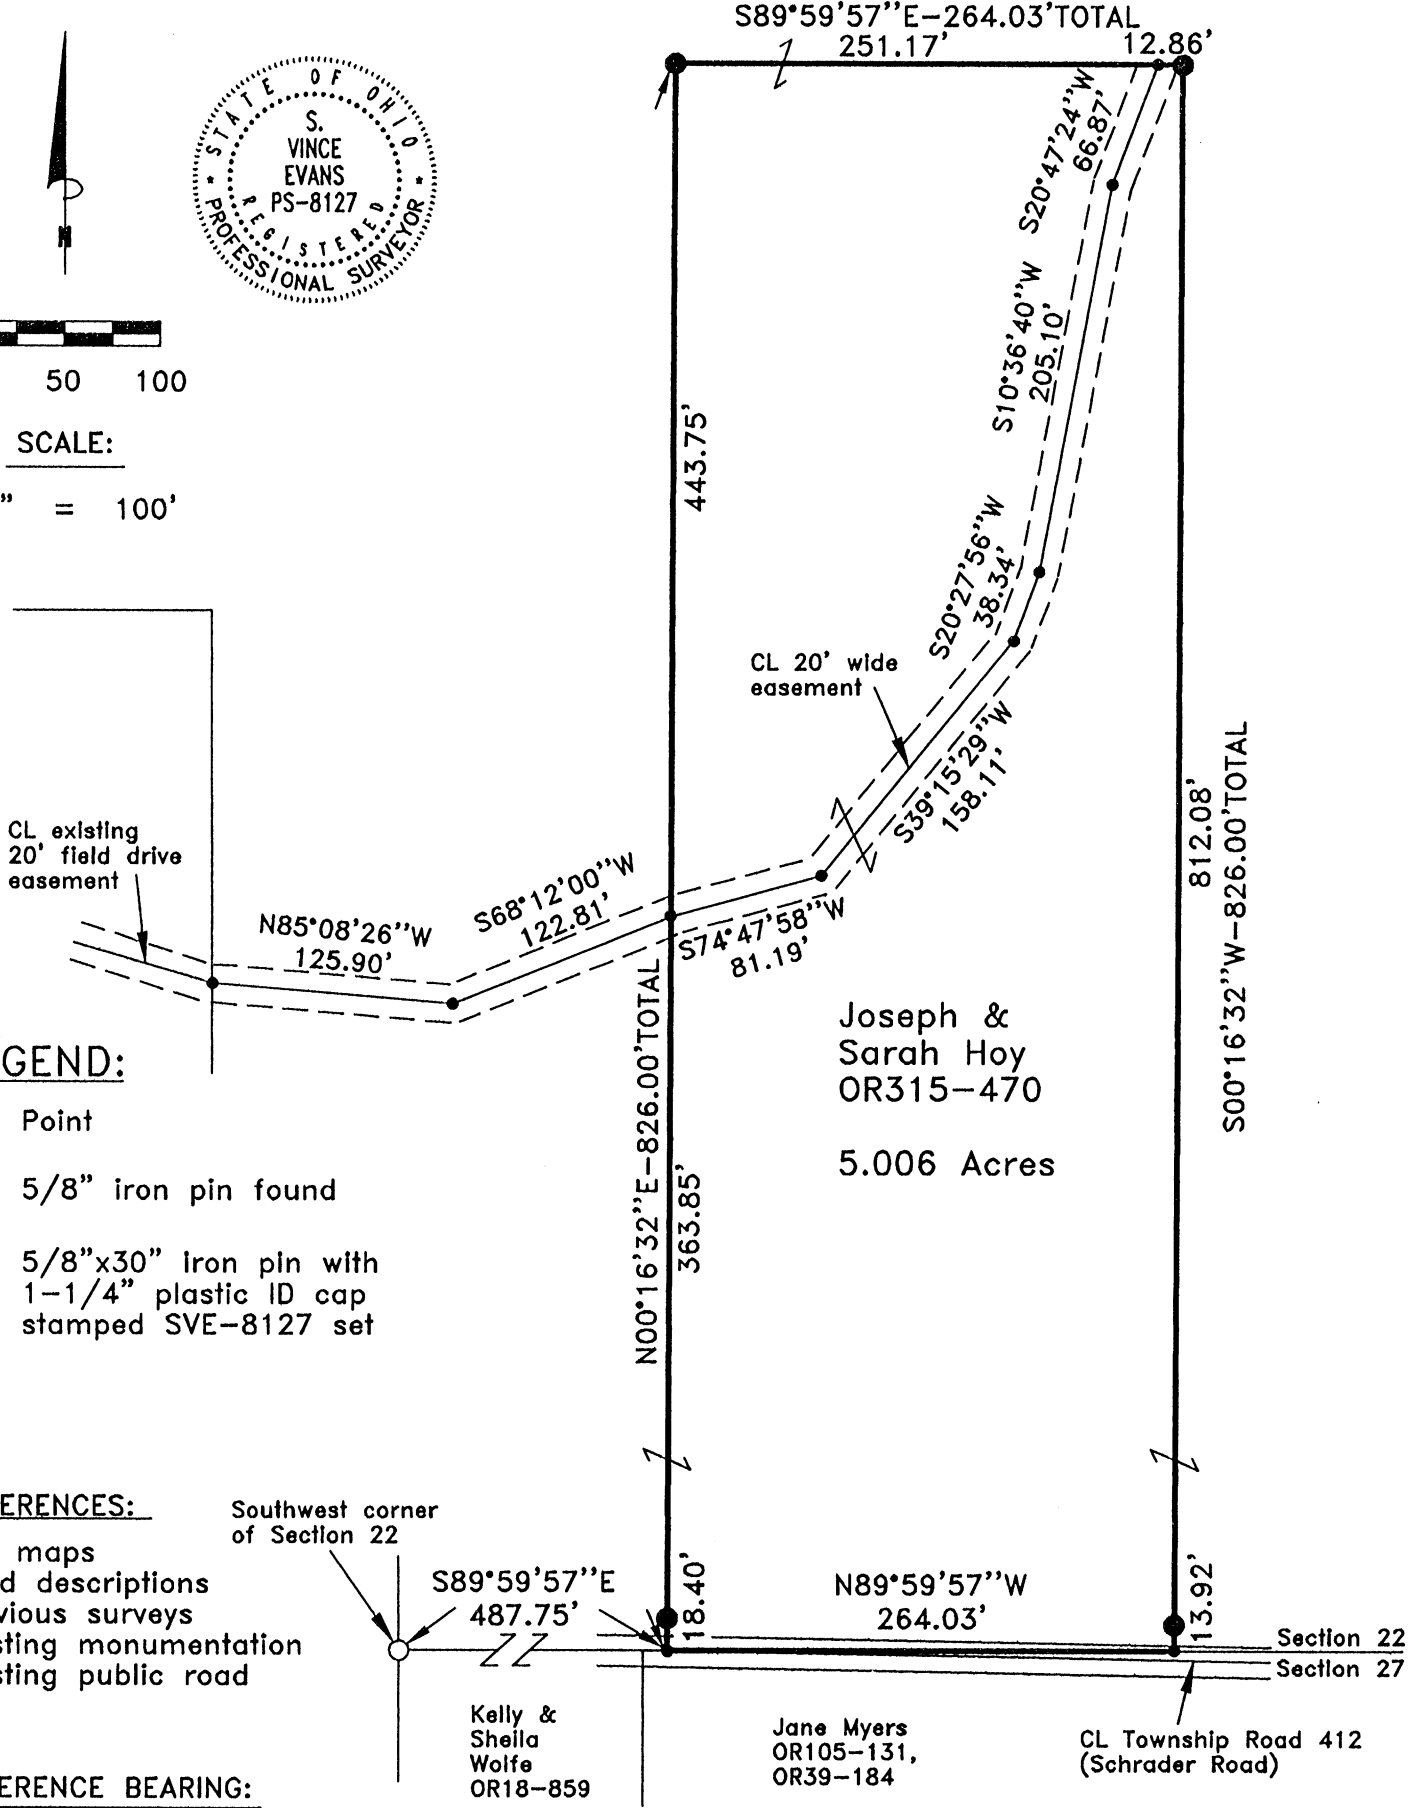 S89°59'57"E-264.03'TOTAL
251.17'
12.86'
STATE OF OHIO
S.
VINCE
EVANS
PS-8127
REGISTERED
PROFESSIONAL SURVEYOR
N
50 100
SCALE:
" = 100'
S20°47'24"W
66.87'
S10°36'40"W
205.10'
443.75'
S20°27'56"W
38.34'
CL 20' wide
easement
S39°15'29"W
158.11'
812.08'
S00°16'32"W-826.00'TOTAL
CL existing
20' field drive
easement
N85°08'26"W
125.90'
S68°12'00"W
122.81'
S74°47'58"W
81.19'
N00°16'32"E-826.00'TOTAL
363.85'
Joseph &
Sarah Hoy
OR315-470
5.006 Acres
GEND:
Point
5/8" iron pin found
5/8"x30" iron pin with
1-1/4" plastic ID cap
stamped SVE-8127 set
ERENCES:
maps
d descriptions
vious surveys
sting monumentation
sting public road
Southwest corner
of Section 22
S89°59'57"E
487.75'
18.40'
N89°59'57"W
264.03'
13.92'
Section 22
Section 27
Kelly &
Sheila
Wolfe
OR18-859
Jane Myers
OR105-131,
OR39-184
CL Township Road 412
(Schrader Road)
ERENCE BEARING: